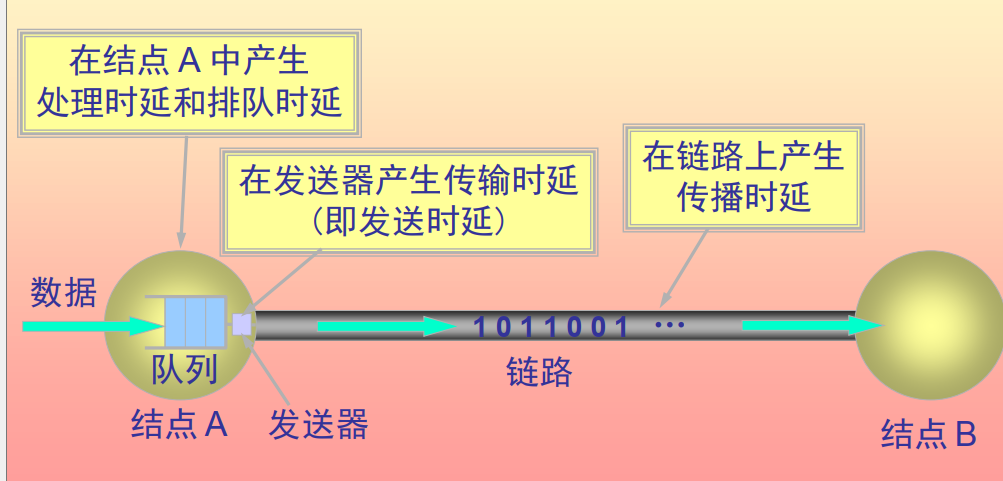 在结点 A 中产生
处理时延和排队时延
在发送器产生传输时延
（即发送时延）
在链路上产生
传播时延
数据
1 0 1 1 0 0 1 …
队列
链路
结点 A
发送器
结点 B